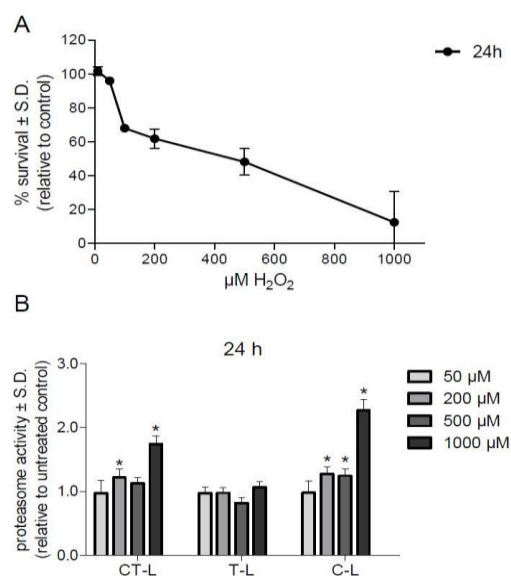 A
120
100
80
60
40
20
0
% survival ± S.D.
(relative to control)
24h
0 200 400 600 800 1000
µM H₂O₂
B
24 h
3.0
2.0
1.0
0.0
proteasome activity ± S.D.
(relative to untreated control)
* * * * *
CT-L T-L C-L
50 µM
200 µM
500 µM
1000 µM